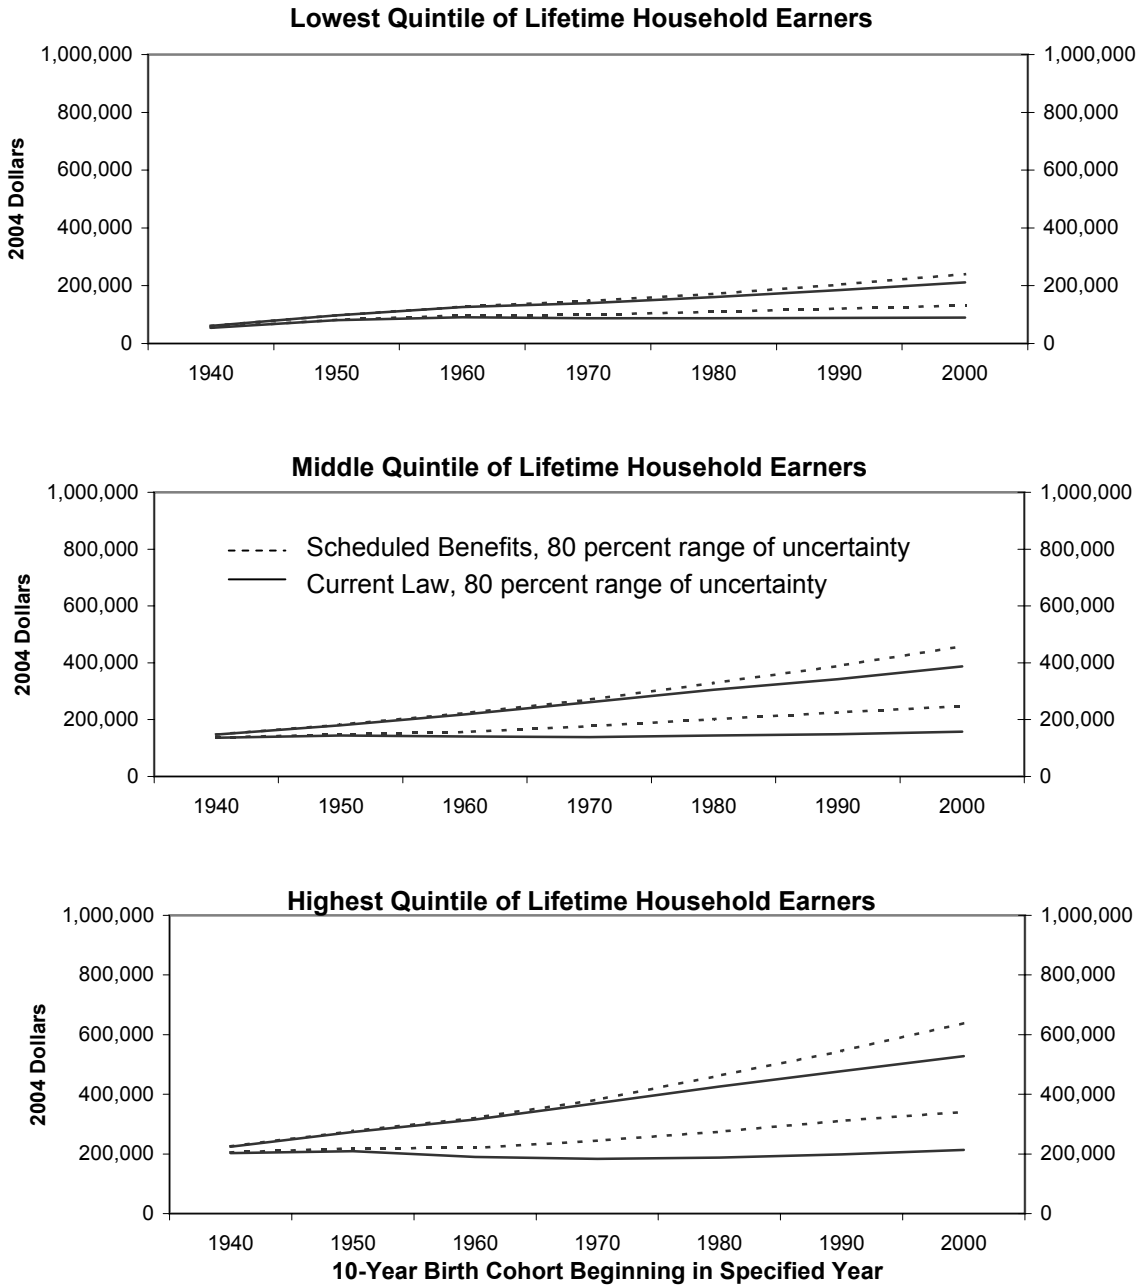 Lowest Quintile of Lifetime Household Earners
1,000,000 1,000,000
800,000 800,000
600,000 600,000
400,000 400,000
200,000 200,000
0 0
2004 Dollars
1940 1950 1960 1970 1980 1990 2000
Middle Quintile of Lifetime Household Earners
1,000,000 1,000,000
Scheduled Benefits, 80 percent range of uncertainty
Current Law, 80 percent range of uncertainty
800,000 800,000
600,000 600,000
400,000 400,000
200,000 200,000
0 0
2004 Dollars
1940 1950 1960 1970 1980 1990 2000
Highest Quintile of Lifetime Household Earners
1,000,000 1,000,000
800,000 800,000
600,000 600,000
400,000 400,000
200,000 200,000
0 0
2004 Dollars
1940 1950 1960 1970 1980 1990 2000
10-Year Birth Cohort Beginning in Specified Year